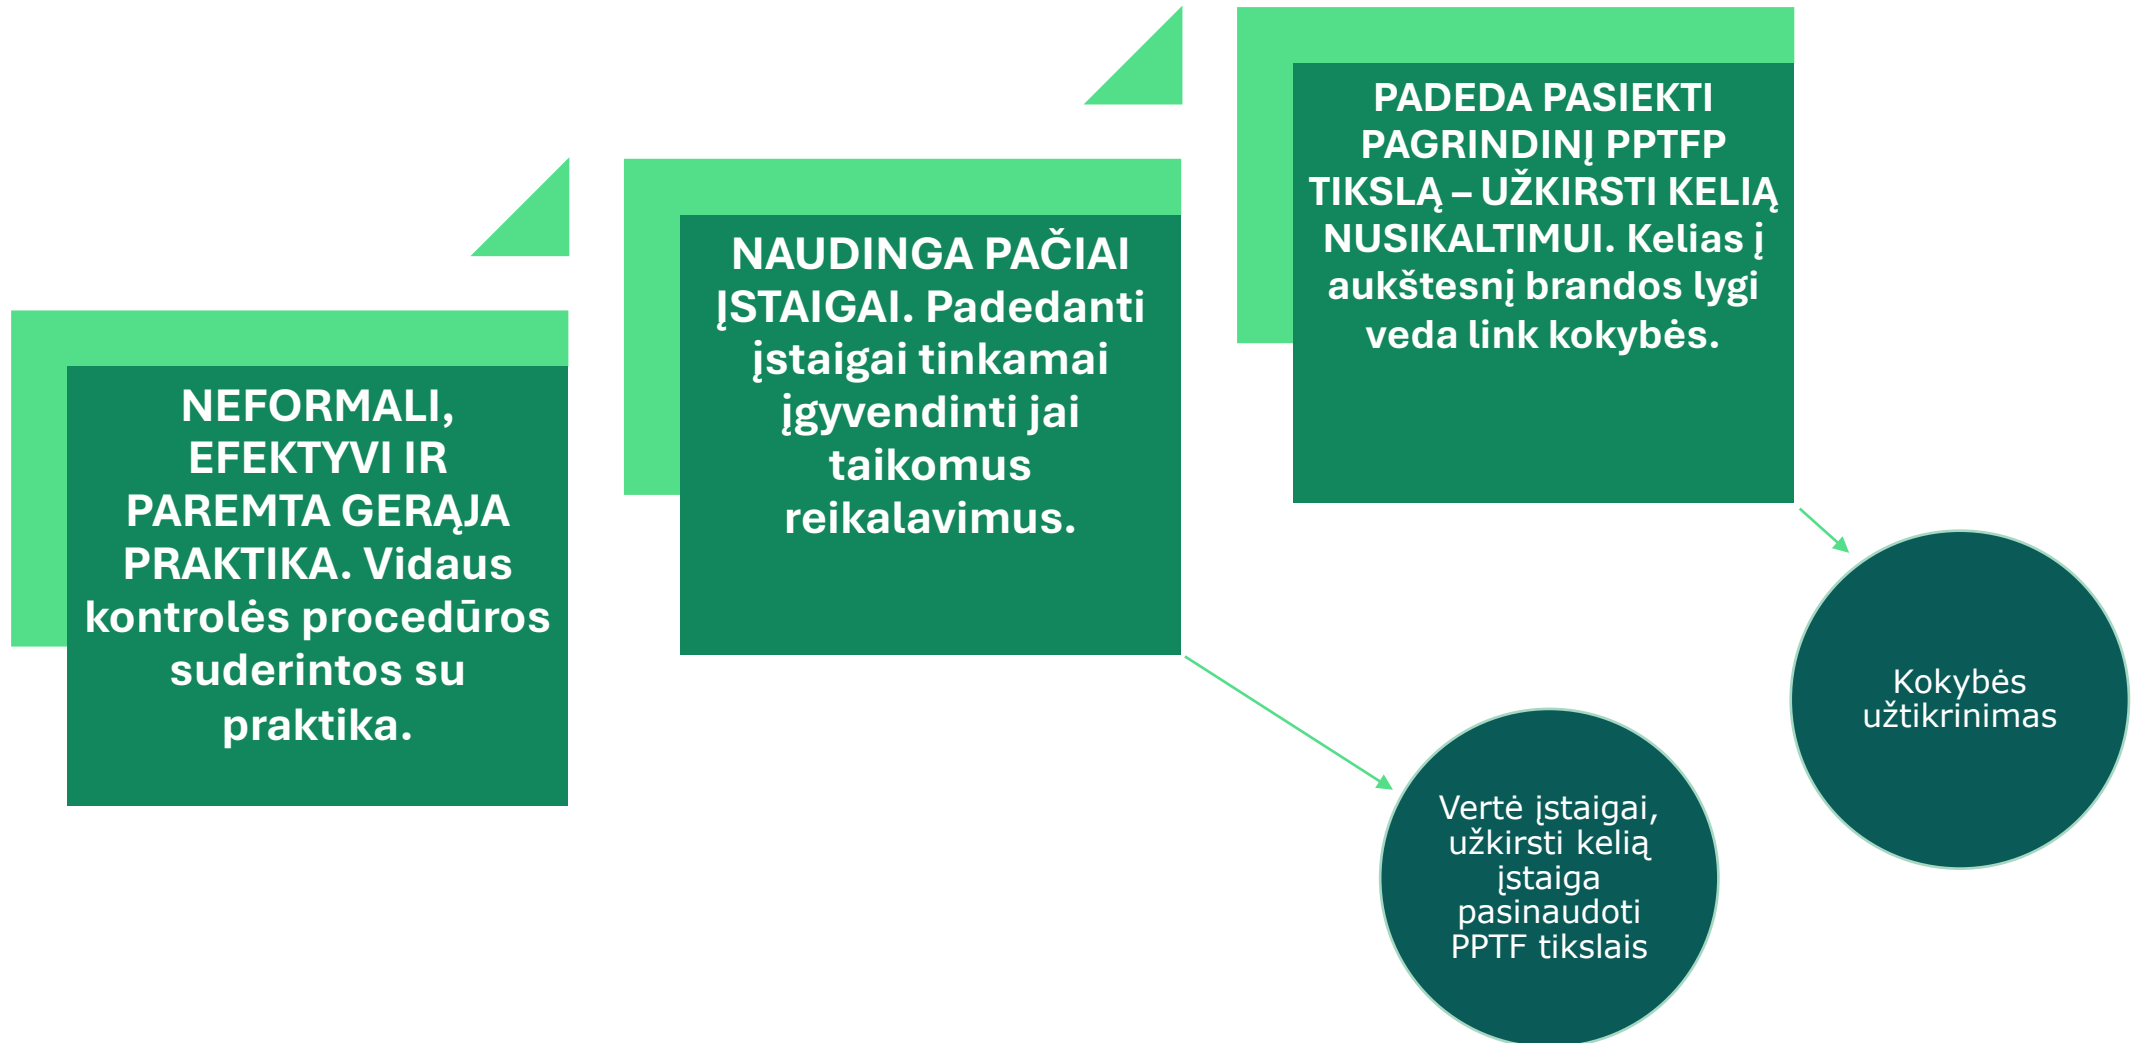 NEFORMALI,
EFEKTYVI IR
PAREMTA GERĄJA
PRAKTIKA. Vidaus
kontrolės procedūros
suderintos su
praktika.
NAUDINGA PAČIAI
ĮSTAIGAI. Padedanti
įstaigai tinkamai
įgyvendinti jai
taikomus
reikalavimus.
PADEDA PASIEKTI
PAGRINDINĮ PPTFP
TIKSLĄ – UŽKIRSTI KELIĄ
NUSIKALTIMUI. Kelias į
aukštesnį brandos lygi
veda link kokybės.
Vertė įstaigai,
užkirsti kelią
įstaiga
pasinaudoti
PPTF tikslais
Kokybės
užtikrinimas